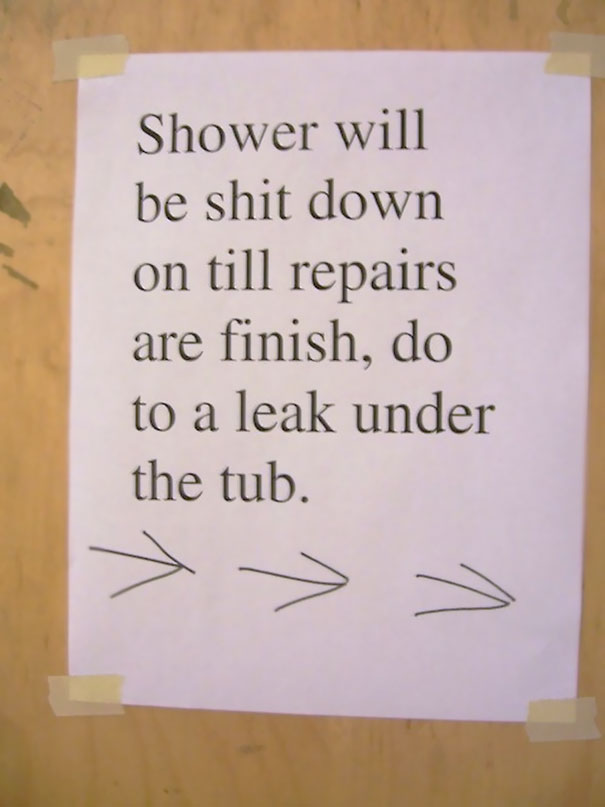 Shower will
be shit down
on till repairs
are finish, do
to a leak under
the tub.